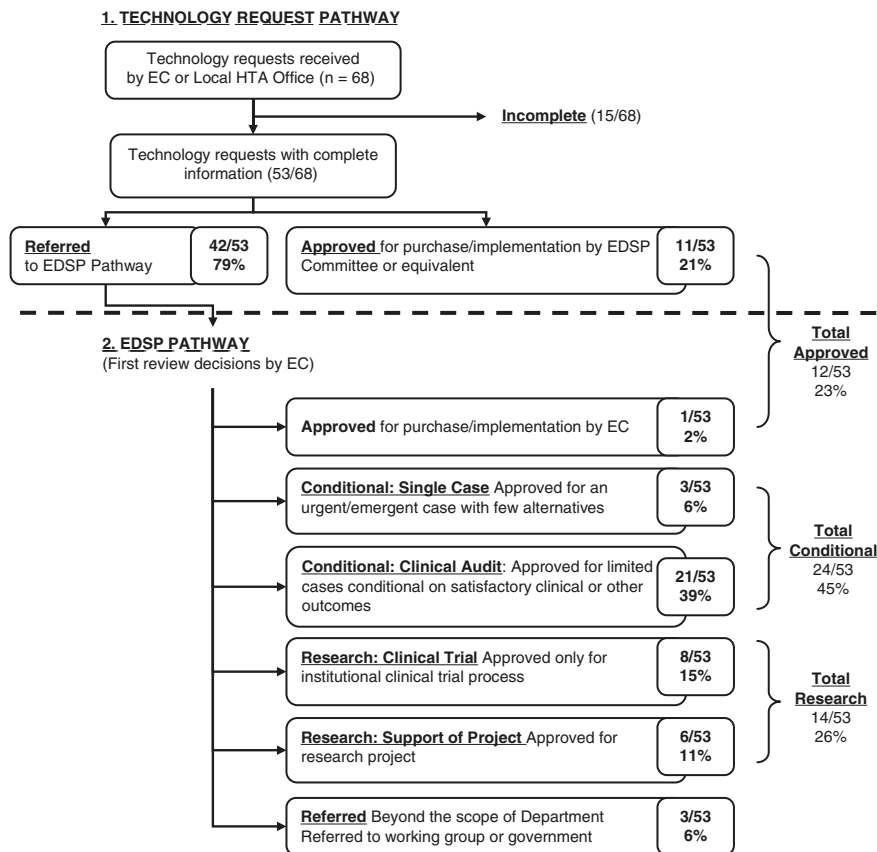 1. TECHNOLOGY REQUEST PATHWAY
Technology requests received
by EC or Local HTA Office (n = 68)
Incomplete (15/68)
Technology requests with complete
information (53/68)
Referred
to EDSP Pathway
42/53
79%
Approved for purchase/implementation by EDSP
Committee or equivalent
11/53
21%
Total
Approved
12/53
23%
2. EDSP PATHWAY
(First review decisions by EC)
Approved for purchase/implementation by EC
1/53
2%
Conditional: Single Case Approved for an
urgent/emergent case with few alternatives
3/53
6%
Conditional: Clinical Audit: Approved for limited
cases conditional on satisfactory clinical or other
outcomes
21/53
39%
Total
Conditional
24/53
45%
Research: Clinical Trial Approved only for
institutional clinical trial process
8/53
15%
Research: Support of Project Approved for
research project
6/53
11%
Total
Research
14/53
26%
Referred Beyond the scope of Department
Referred to working group or government
3/53
6%